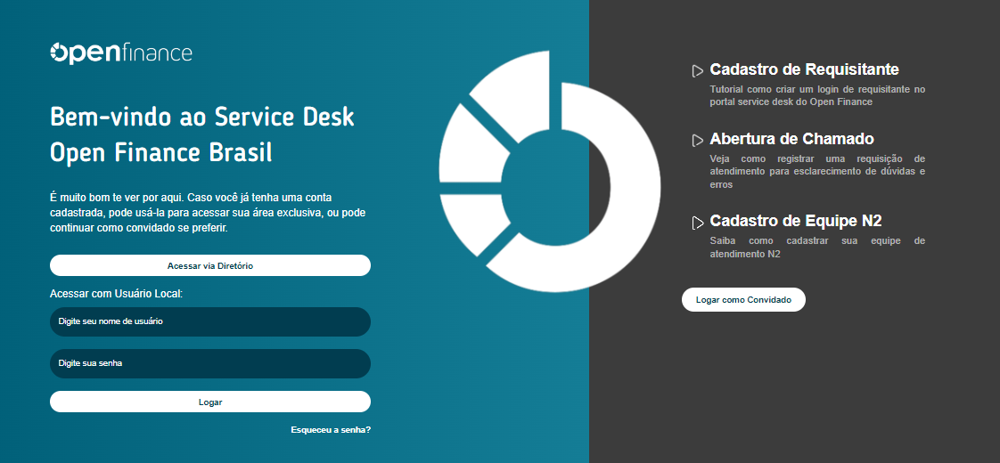 openfinance
Bem-vindo ao Service Desk
Open Finance Brasil
É muito bom te ver por aqui. Caso você já tenha uma conta
cadastrada, pode usá-la para acessar sua área exclusiva, ou pode
continuar como convidado se preferir.
Acessar via Diretório
Acessar com Usuário Local:
Digite seu nome de usuário
Digite sua senha
Logar
Esqueceu a senha?
Cadastro de Requisitante
Tutorial como criar um login de requisitante no
portal service desk do Open Finance
Abertura de Chamado
Veja como registrar uma requisição de
atendimento para esclarecimento de dúvidas e
erros
Cadastro de Equipe N2
Saiba como cadastrar sua equipe de
atendimento N2
Logar como Convidado